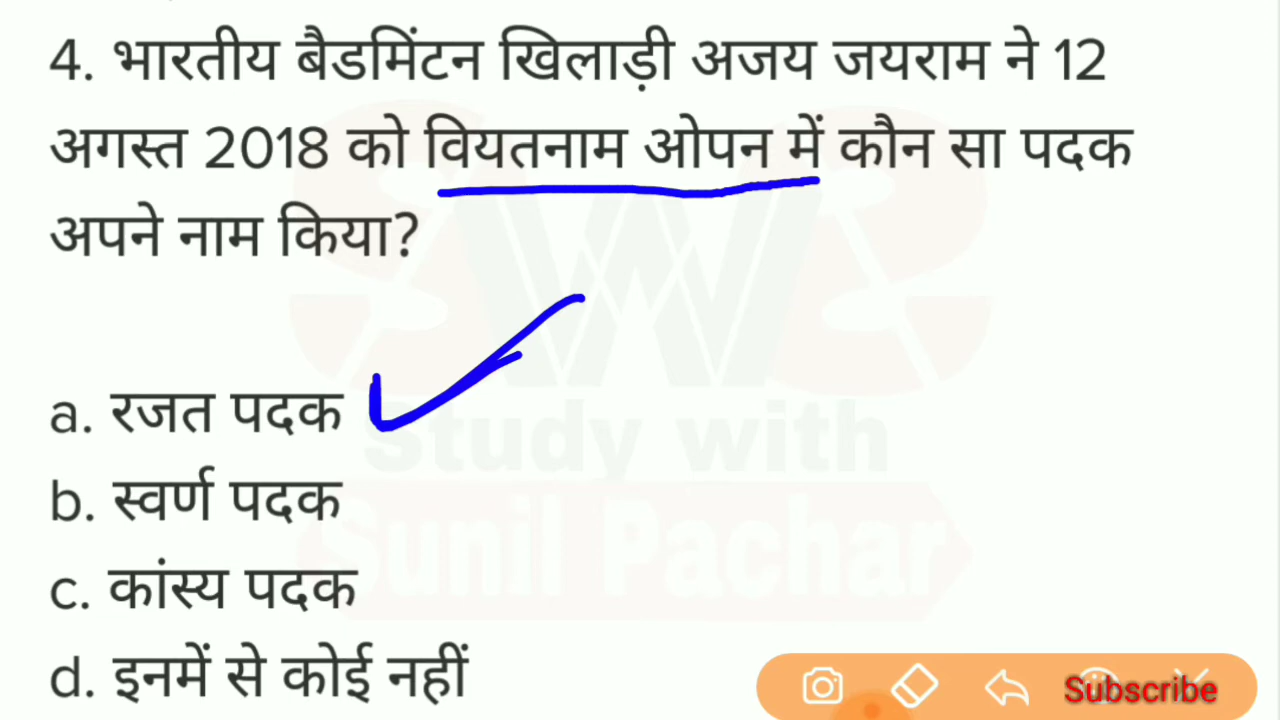 4. भारतीय बैडमिंटन खिलाड़ी अजय जयराम ने 12
अगस्त 2018 को वियतनाम ओपन में कौन सा पदक
अपने नाम किया?
a. रजत पदक
Study with
b. स्वर्ण पदक
Sunil Pachar
c. कांस्य पदक
d. इनमें से कोई नहीं
Subscribe